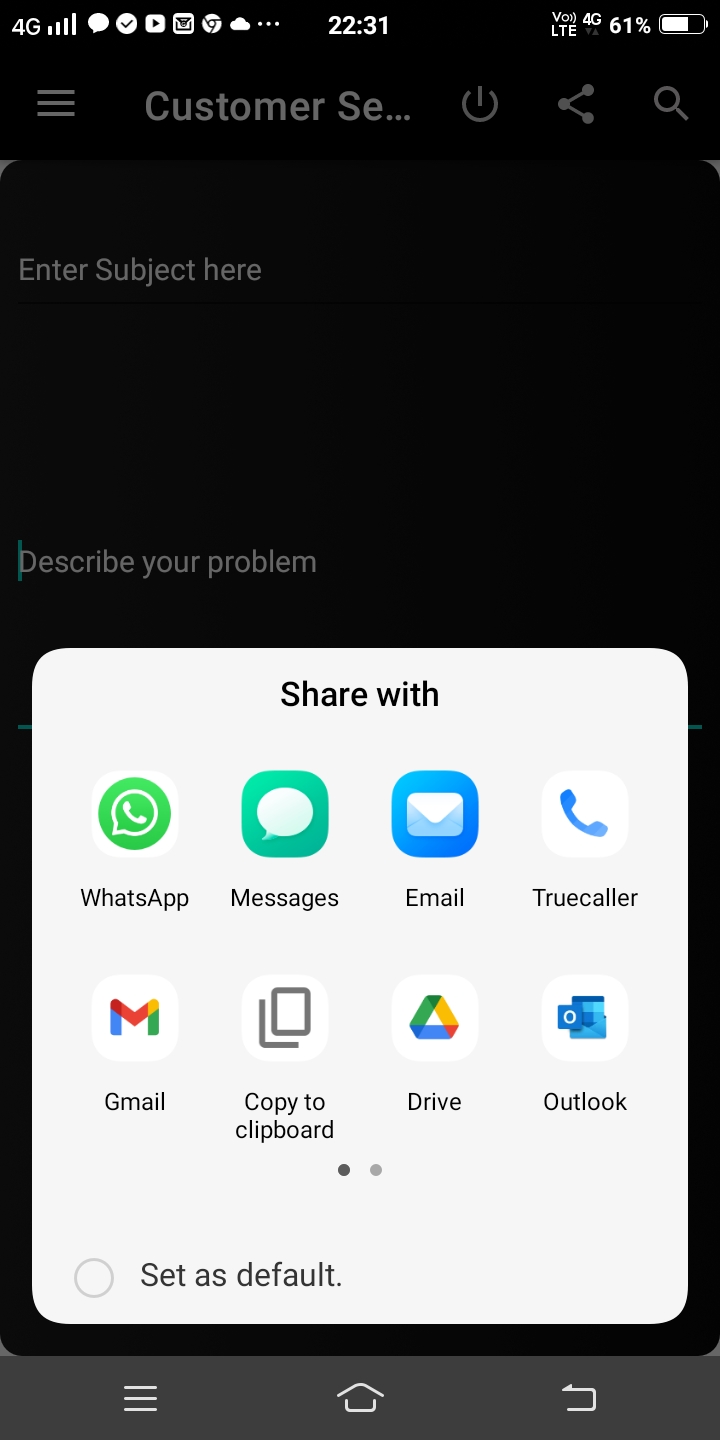 4G 22:31 Vo)) LTE 4G 61%
Customer Se...
Enter Subject here
Describe your problem
Share with
WhatsApp Messages Email Truecaller
Gmail Copy to clipboard Drive Outlook
Set as default.